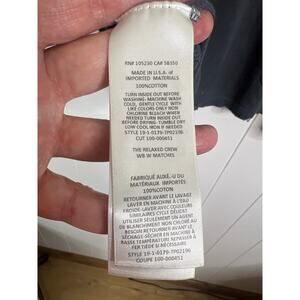 RN# 105230 CA# 58350
MADE IN U.S.A. of
IMPORTED MATERIALS
100%COTTON
TURN INSIDE OUT BEFORE
WASHING- MACHINE WASH
COLD, GENTLE CYCLE WITH
LIKE COLORS ONLY NON
CHLORINE BLEACH WHEN
NEEDED TURN INSIDE OUT
BEFORE DRYING- TUMBLE DRY
LOW COOL IRON IF NEEDED
STYLE 19-1-0179-TP02196
CUT 100-000451
THE RELAXED CREW
WB W MATCHES
FABRIQUÉ AUXÉ.-U DU
MATÉRIAUX IMPORTÉS
100%COTON
RETOURNER AVANT LE LAVAGE
LAVER EN MACHINE À L'EAU
FROIDE-LAVER AVEC COULEURS
SIMILAIRES CYCLE DÉLICAT
UTILISER SEULEMENT UN AGENT
DE BLANCHIMENT NON CHLORÉ AU
BESOIN RETOURNER AVANT LE
SÉCHAGE-SÉCHER EN MACHINE À
BASSE TEMPÉRATURE REPASSER À
FER TIÈDE SI NÉCESSAIRE
STYLE 19-1-0179-TP02196
COUPE 100-000451